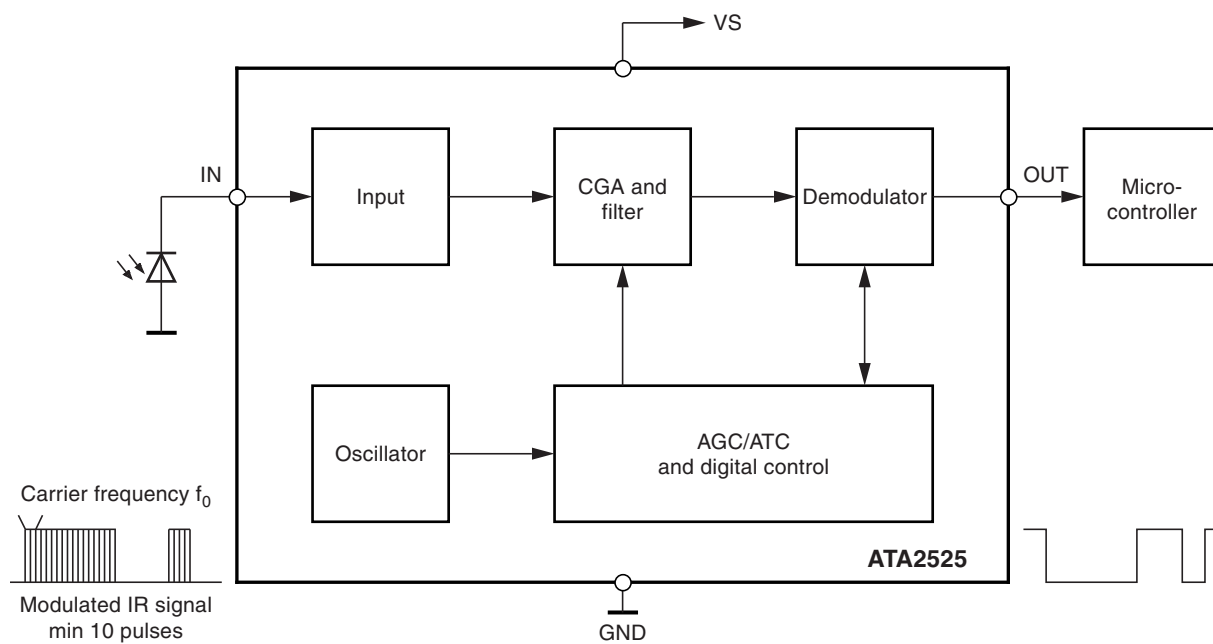 VS
IN
Input
CGA and
filter
Demodulator
OUT
Micro-
controller
Oscillator
AGC/ATC
and digital control
Carrier frequency f0
ATA2525
Modulated IR signal
min 10 pulses
GND